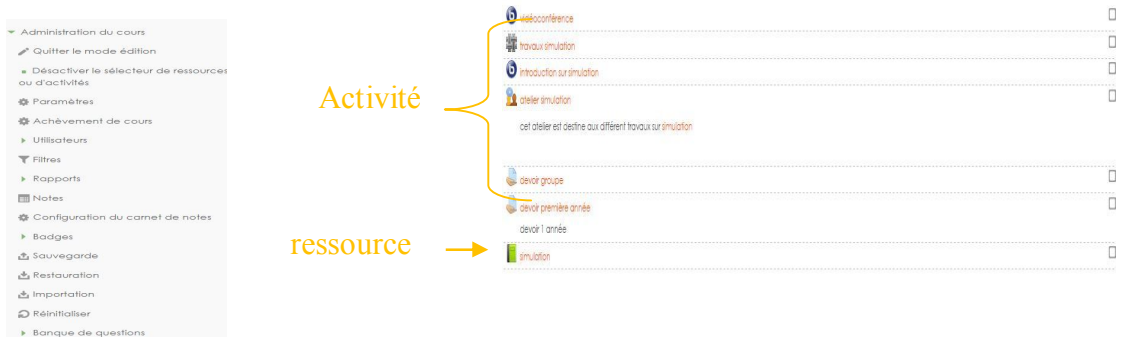 Administration du cours
Quitter le mode édition
Désactiver le sélecteur de ressources
ou d'activités
Paramètres
Achèvement de cours
Utilisateurs
Filtres
Rapports
Notes
Configuration du carnet de notes
Badges
Sauvegarde
Restauration
Importation
Réinitialiser
Banque de questions
Activité
ressource
vidéoconférence
travaux simulation
introduction sur simulation
atelier simulation
cet atelier est destine aux différent travaux sur simulation
devoir groupe
devoir première année
devoir 1 année
simulation